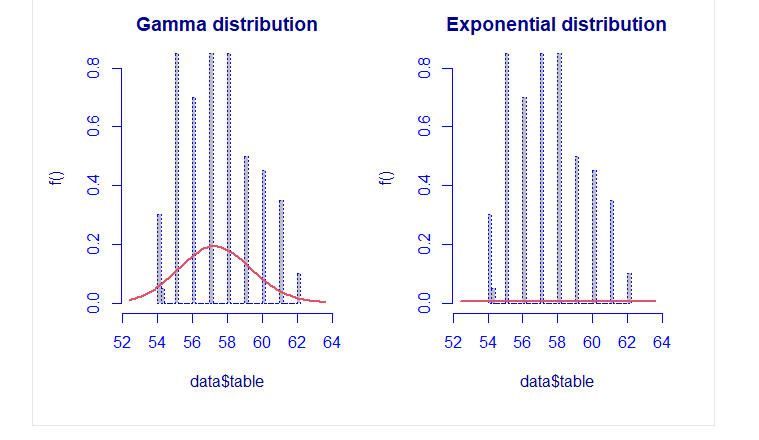 Gamma distribution
f()
0.0 0.2 0.4 0.6 0.8
52 54 56 58 60 62 64
data$table
Exponential distribution
f()
0.0 0.2 0.4 0.6 0.8
52 54 56 58 60 62 64
data$table